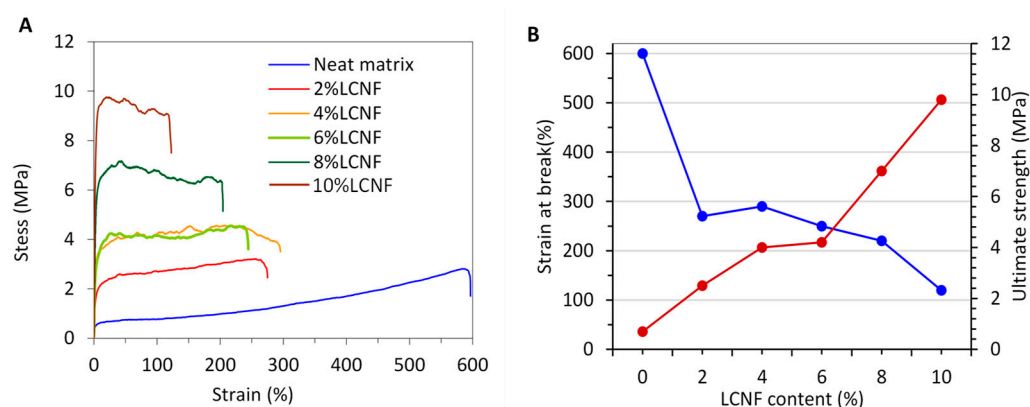 A
12
10
8
6
4
2
0
Stess (MPa)
0 100 200 300 400 500 600
Strain (%)
Neat matrix
2%LCNF
4%LCNF
6%LCNF
8%LCNF
10%LCNF
B
600
500
400
300
200
100
0
Strain at break(%)
12
10
8
6
4
2
0
Ultimate strength (MPa)
0 2 4 6 8 10
LCNF content (%)